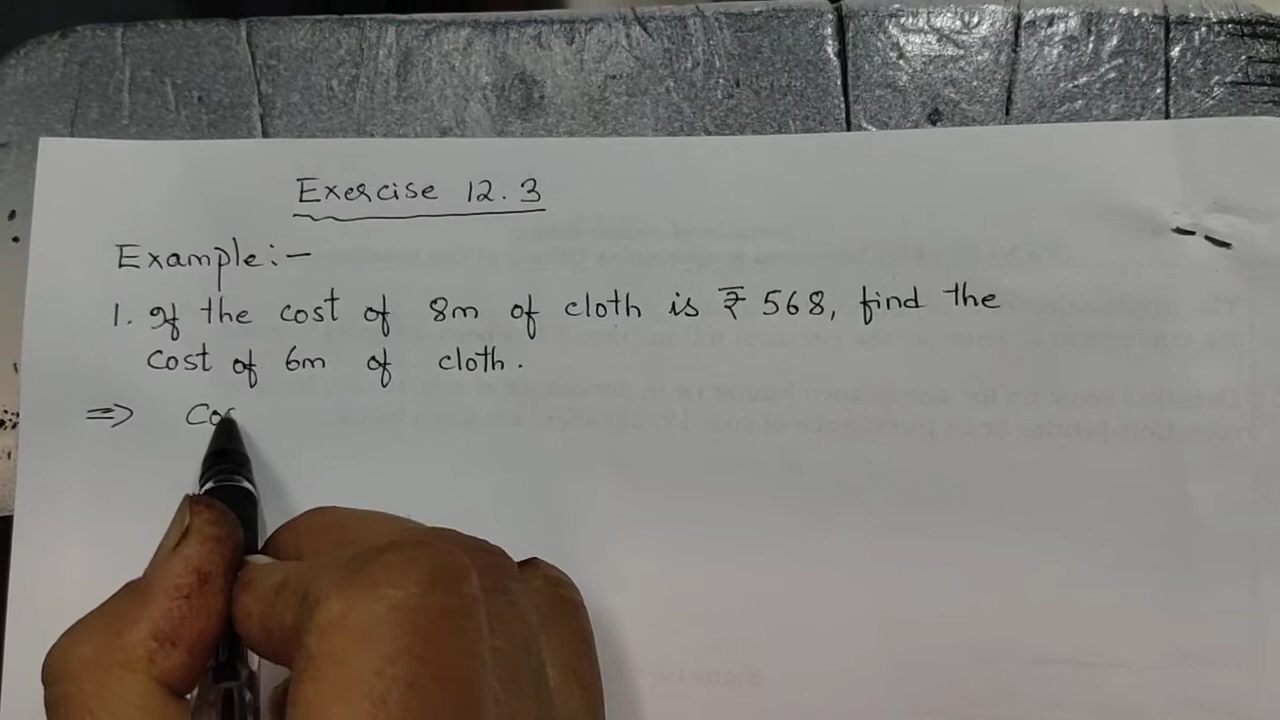 Exercise 12.3
Example:-
1. If the cost of 8m of cloth is ₹ 568, find the
cost of 6m of cloth.
⇒ Cos